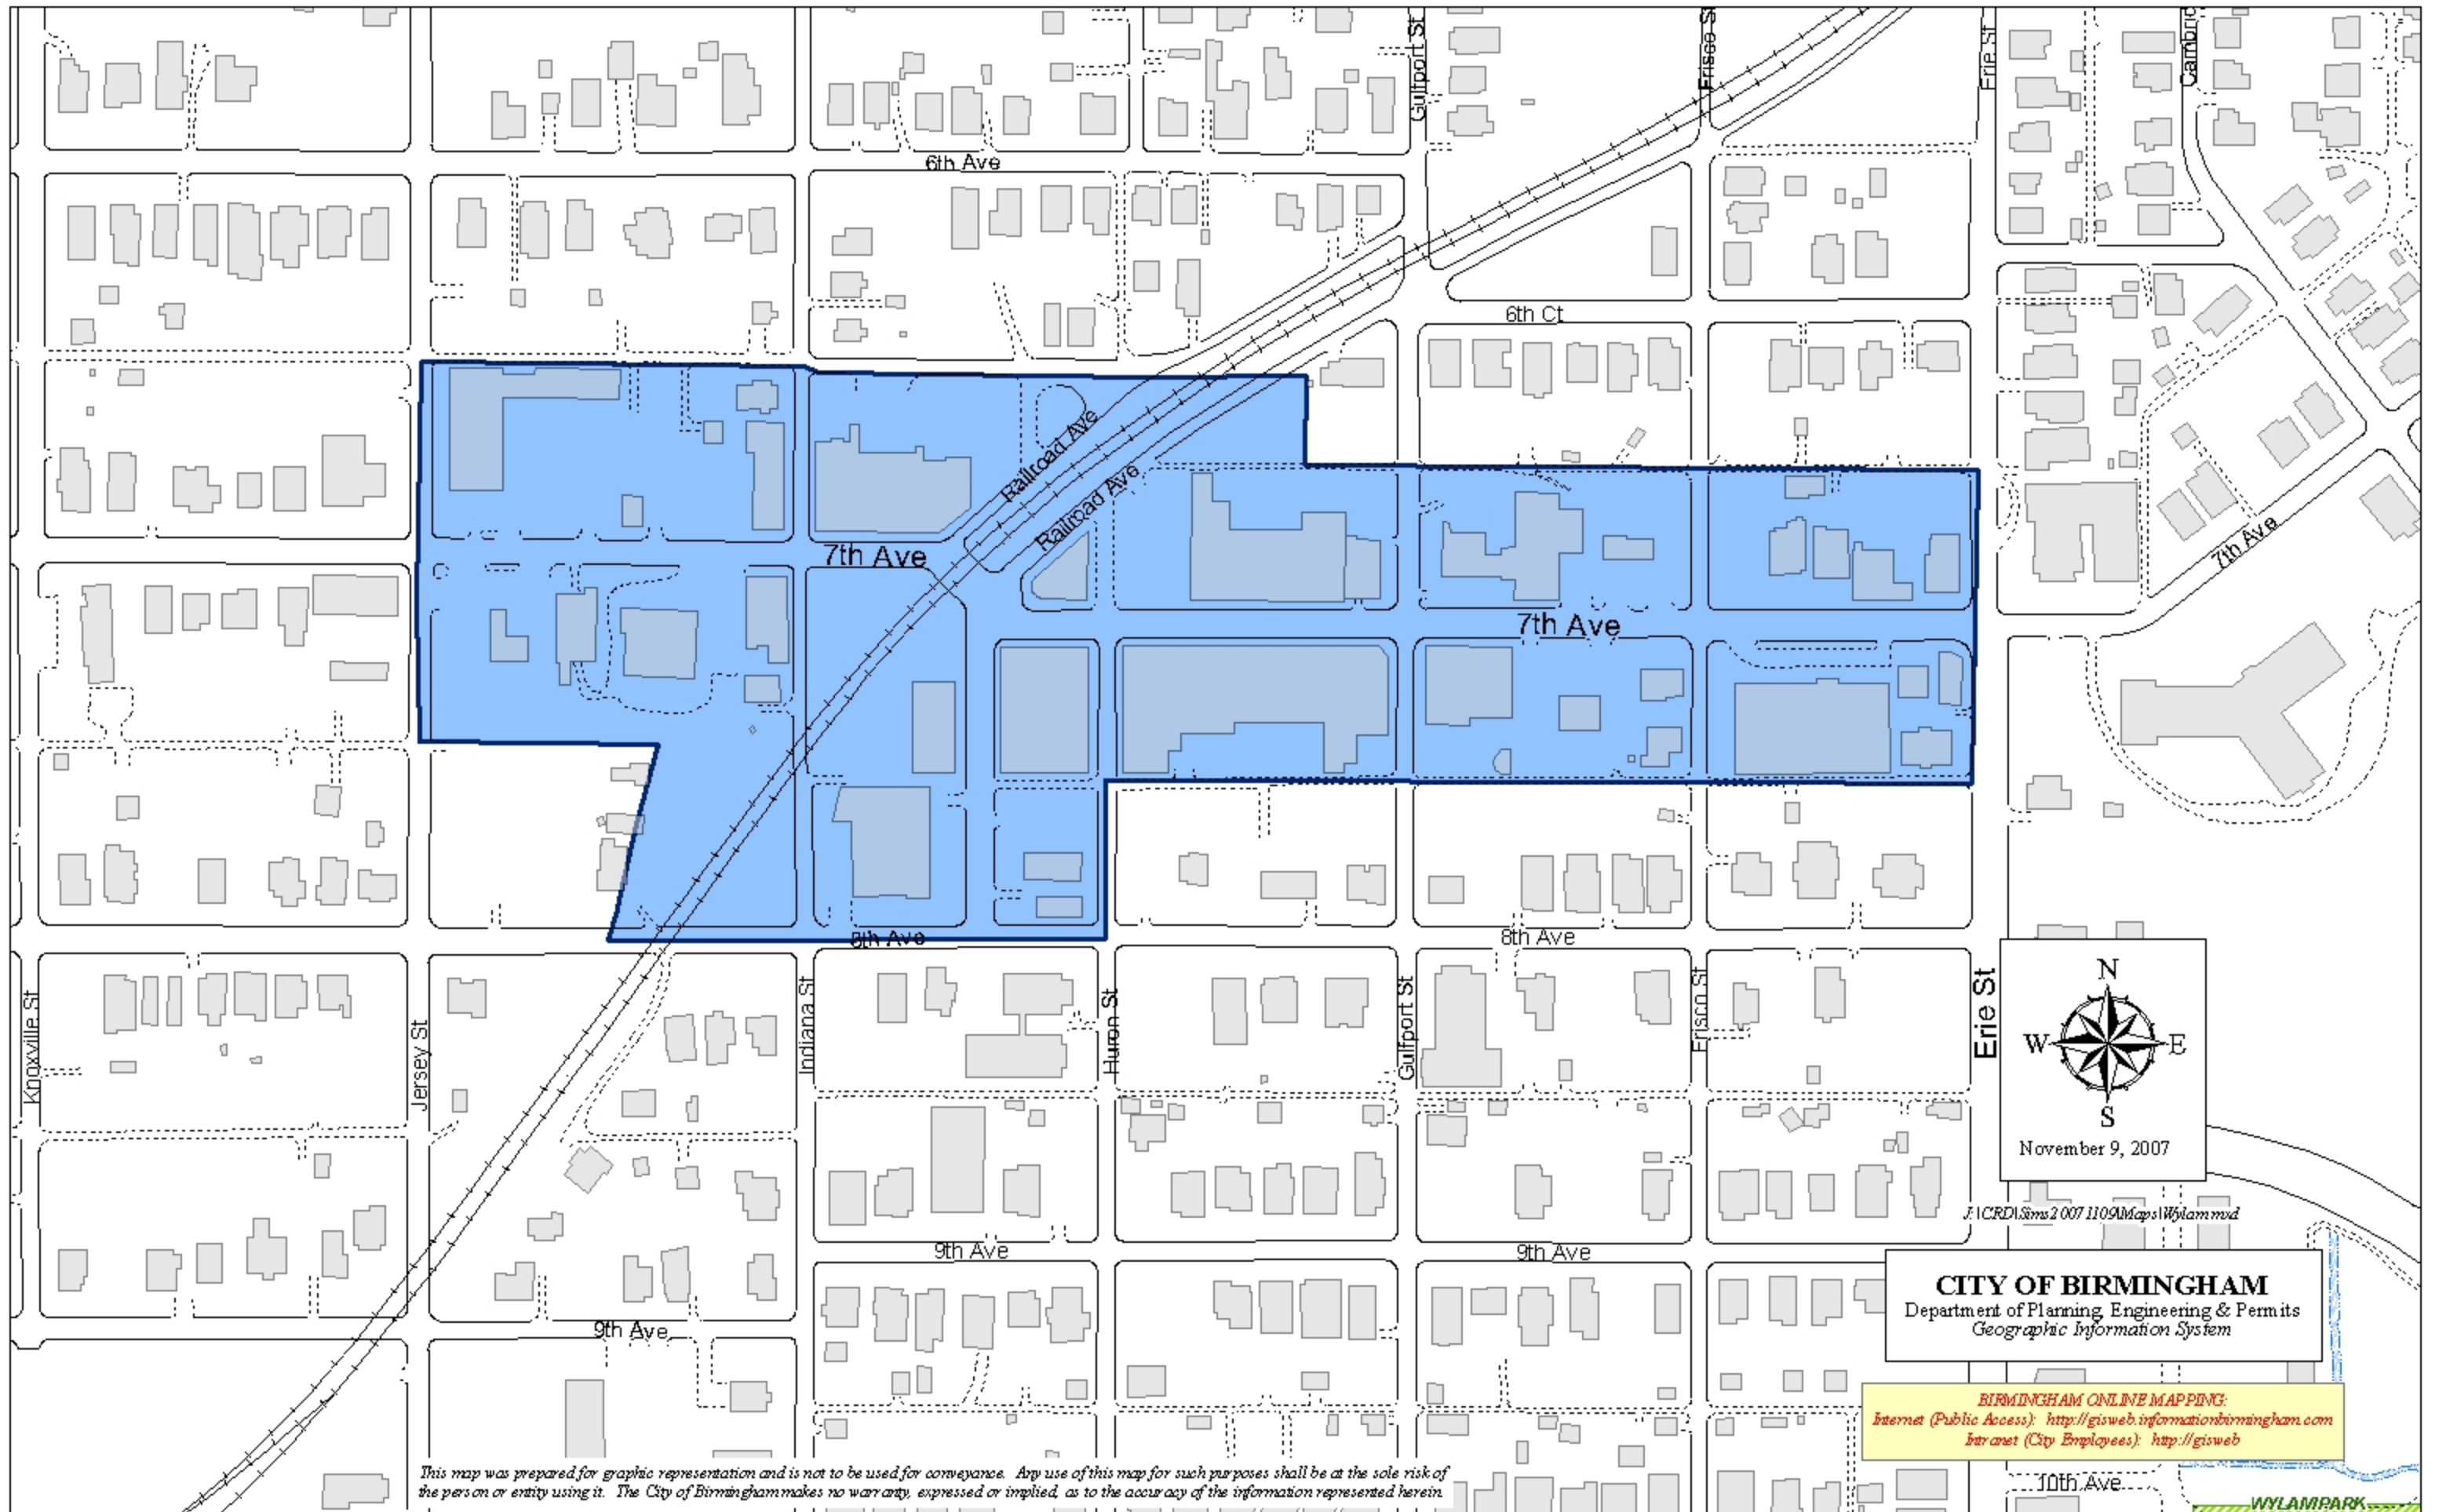 Gulfport St
Frisco St
Erie St
Cambric
6th Ave
6th Ct
Railroad Ave
Railroad Ave
7th Ave
7th Ave
7th Ave
8th Ave
8th Ave
Knoxville St
Jersey St
Indiana St
Huron St
Gulfport St
Frisco St
Erie St
N
W E
S
November 9, 2007
J:\CRD\Sims20071109\Maps\Wylam.mxd
9th Ave
9th Ave
9th Ave
CITY OF BIRMINGHAM
Department of Planning, Engineering & Permits
Geographic Information System
BIRMINGHAM ONLINE MAPPING:
Internet (Public Access): http://gisweb.informationbirmingham.com
Intranet (City Employees): http://gisweb
10th Ave
WYLAM PARK
This map was prepared for graphic representation and is not to be used for conveyance. Any use of this map for such purposes shall be at the sole risk of
the person or entity using it. The City of Birmingham makes no warranty, expressed or implied, as to the accuracy of the information represented herein.